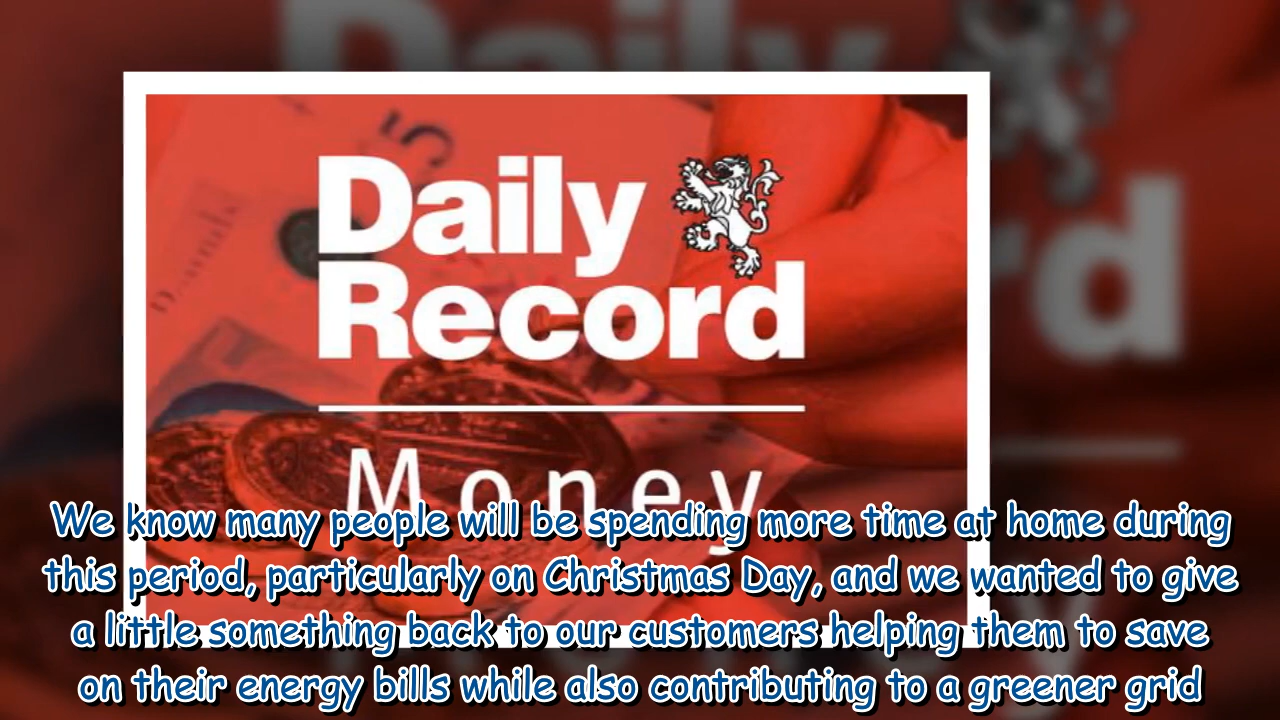 Daily
Record
Money
We know many people will be spending more time at home during
this period, particularly on Christmas Day, and we wanted to give
a little something back to our customers helping them to save
on their energy bills while also contributing to a greener grid